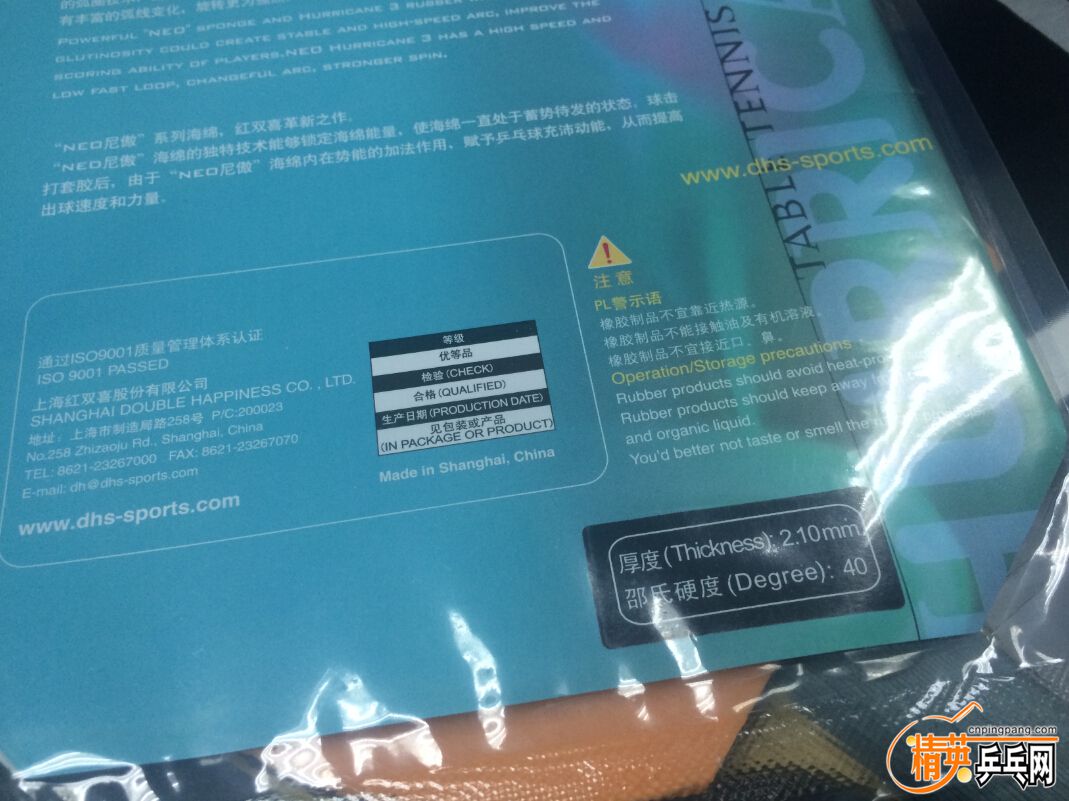 有丰富的弧线变化，旋转更为
POWERFUL "NEO" SPONGE AND HURRICANE 3 RUBBER
GLUTINOSITY COULD CREATE STABLE AND HIGH-SPEED ARC, IMPROVE THE
SCORING ABILITY OF PLAYERS.NEO HURRICANE 3 HAS A HIGH SPEED AND
LOW FAST LOOP, CHANGEFUL ARC, STRONGER SPIN.
“NEO尼傲”系列海绵，红双喜革新之作.
“NEO尼傲”海绵的独特技术能够锁定海绵能量，使海绵一直处于蓄势待发的状态.球击
打套胶后，由于“NEO尼傲”海绵内在势能的加法作用，赋予乒乓球充沛动能，从而提高
出球速度和力量.
TABLE TENNIS
www.dhs-sports.com
通过ISO9001质量管理体系认证
ISO 9001 PASSED
上海红双喜股份有限公司
SHANGHAI DOUBLE HAPPINESS CO., LTD.
地址：上海市制造局路258号 P/C:200023
No.258 Zhizaoju Rd., Shanghai, China
TEL: 8621-23267000 FAX: 8621-23267070
E-mail: dh@dhs-sports.com
www.dhs-sports.com
等级
优等品
检验(CHECK)
合格(QUALIFIED)
生产日期(PRODUCTION DATE)
见包装或产品
(IN PACKAGE OR PRODUCT)
Made in Shanghai, China
注意
PL警示语
橡胶制品不宜靠近热源。
橡胶制品不能接触油及有机溶液。
橡胶制品不宜接近口、鼻。
Operation/Storage precautions
Rubber products should avoid heat-pro
Rubber products should keep away
and organic liquid.
You'd better not taste or smell the
厚度(Thickness): 2.10mm
邵氏硬度(Degree): 40
cnpingpang.com
精英乒乓网